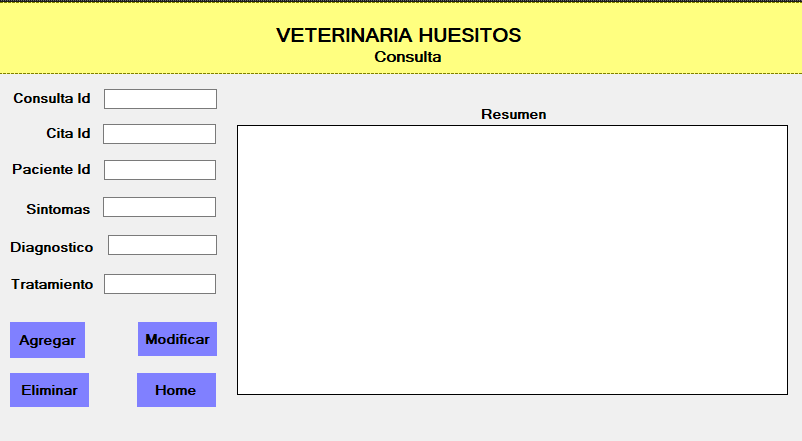 VETERINARIA HUESITOS
Consulta
Consulta Id
Cita Id
Paciente Id
Sintomas
Diagnostico
Tratamiento
Resumen
Agregar
Modificar
Eliminar
Home